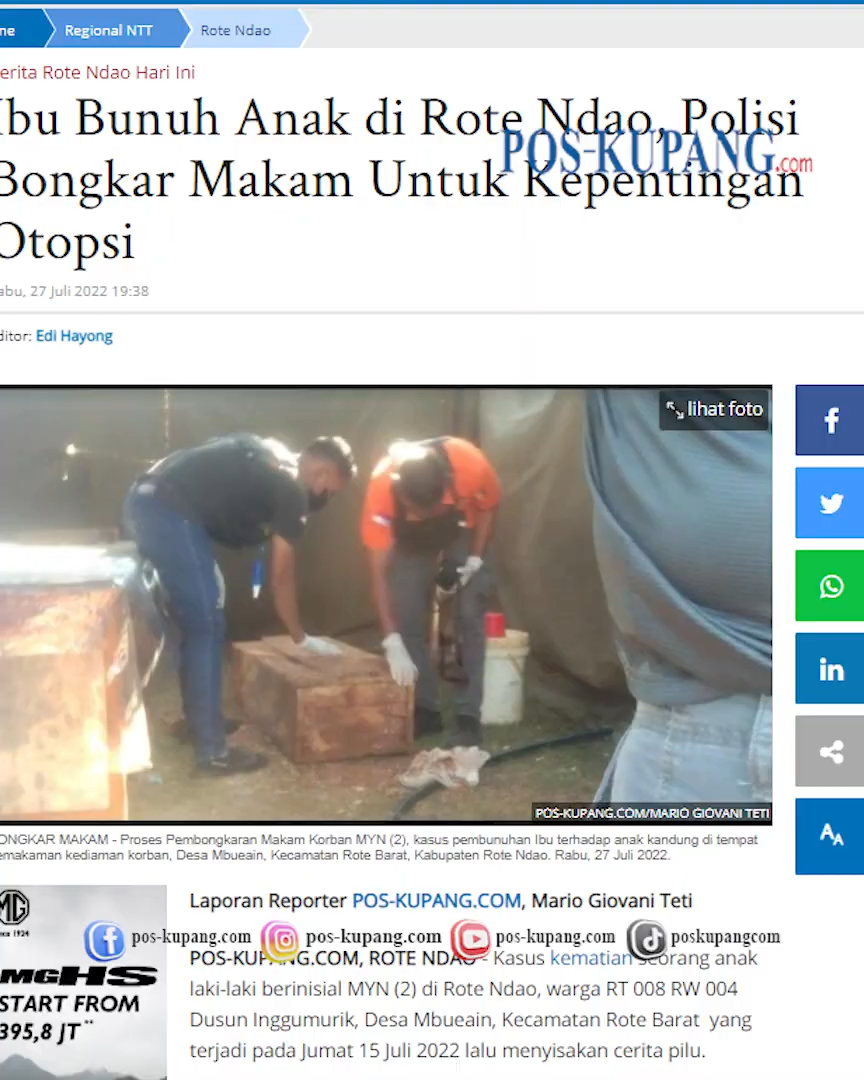 ne
Regional NTT
Rote Ndao
erita Rote Ndao Hari Ini
Ibu Bunuh Anak di Rote Ndao, Polisi
Bongkar Makam Untuk Kepentingan
Otopsi
POS-KUPANG.com
abu, 27 Juli 2022 19:38
ditor: Edi Hayong
lihat foto
POS-KUPANG.COM/MARIO GIOVANI TETI
ONGKAR MAKAM - Proses Pembongkaran Makam Korban MYN (2), kasus pembunuhan Ibu terhadap anak kandung di tempat
emakaman kediaman korban, Desa Mbueain, Kecamatan Rote Barat, Kabupaten Rote Ndao. Rabu, 27 Juli 2022.
Laporan Reporter POS-KUPANG.COM, Mario Giovani Teti
pos-kupang.com pos-kupang.com pos-kupang.com poskupangcom
POS-KUPANG.COM, ROTE NDAO - Kasus kematian seorang anak
laki-laki berinisial MYN (2) di Rote Ndao, warga RT 008 RW 004
Dusun Inggumurik, Desa Mbueain, Kecamatan Rote Barat yang
terjadi pada Jumat 15 Juli 2022 lalu menyisakan cerita pilu.
MG
nce 1924
MGHS
START FROM
395,8 JT**